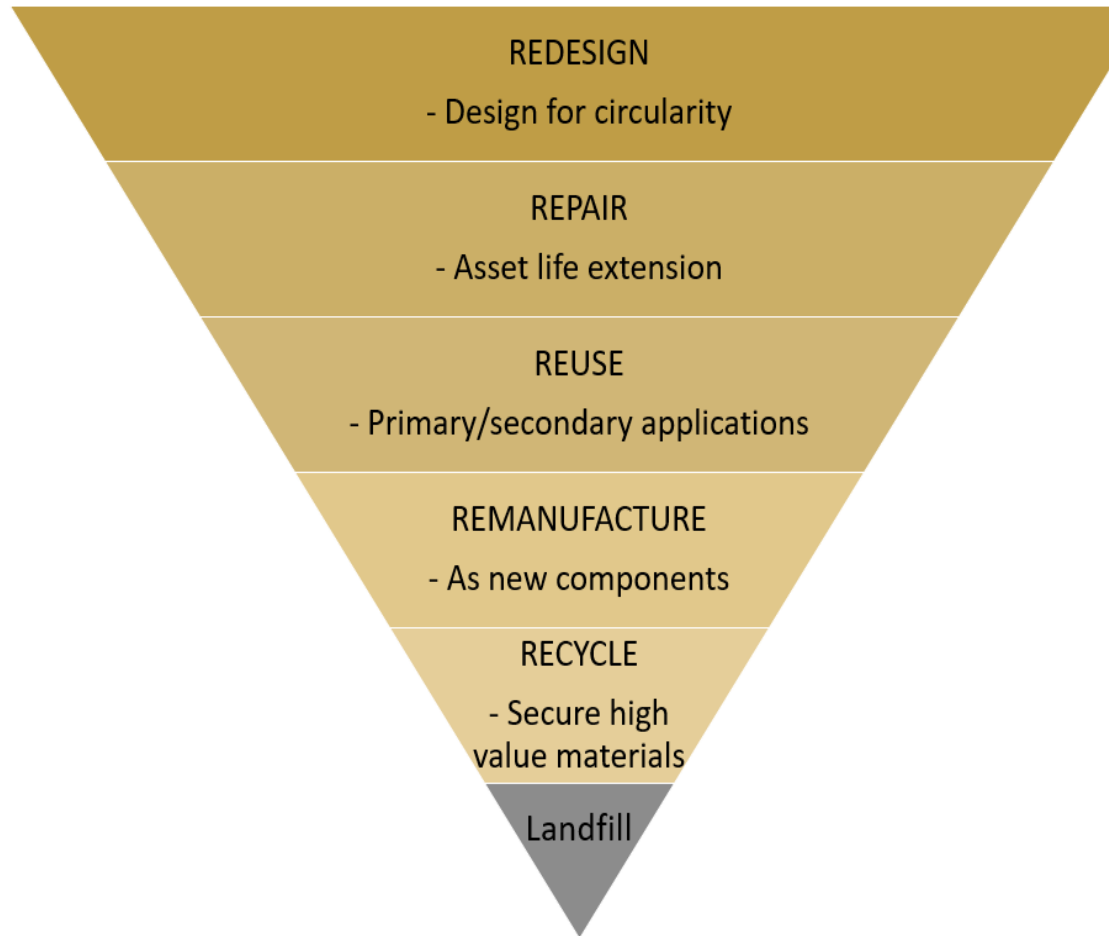 REDESIGN
- Design for circularity
REPAIR
- Asset life extension
REUSE
- Primary/secondary applications
REMANUFACTURE
- As new components
RECYCLE
- Secure high
value materials
Landfill